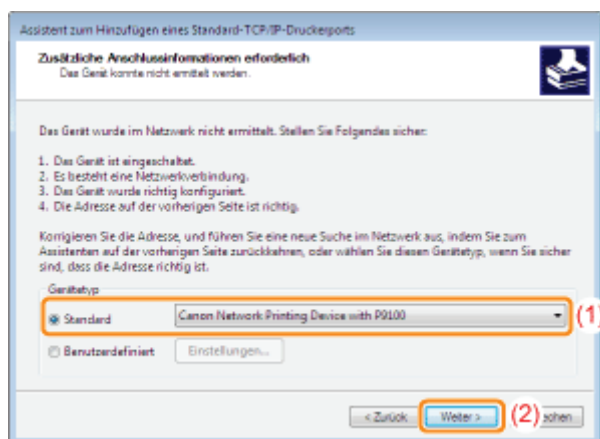 Assistent zum Hinzufügen eines Standard-TCP/IP-Druckerports
Zusätzliche Anschlussinformationen erforderlich
Das Gerät konnte nicht ermittelt werden.
Das Gerät wurde im Netzwerk nicht ermittelt. Stellen Sie Folgendes sicher:
1. Das Gerät ist eingeschaltet.
2. Es besteht eine Netzwerkverbindung.
3. Das Gerät wurde richtig konfiguriert.
4. Die Adresse auf der vorherigen Seite ist richtig.
Korrigieren Sie die Adresse, und führen Sie eine neue Suche im Netzwerk aus, indem Sie zum
Assistenten auf der vorherigen Seite zurückkehren, oder wählen Sie diesen Gerätetyp, wenn Sie sicher
sind, dass die Adresse richtig ist.
Gerätetyp
Standard Canon Network Printing Device with P9100 (1)
Benutzerdefiniert Einstellungen...
< Zurück Weiter > (2)